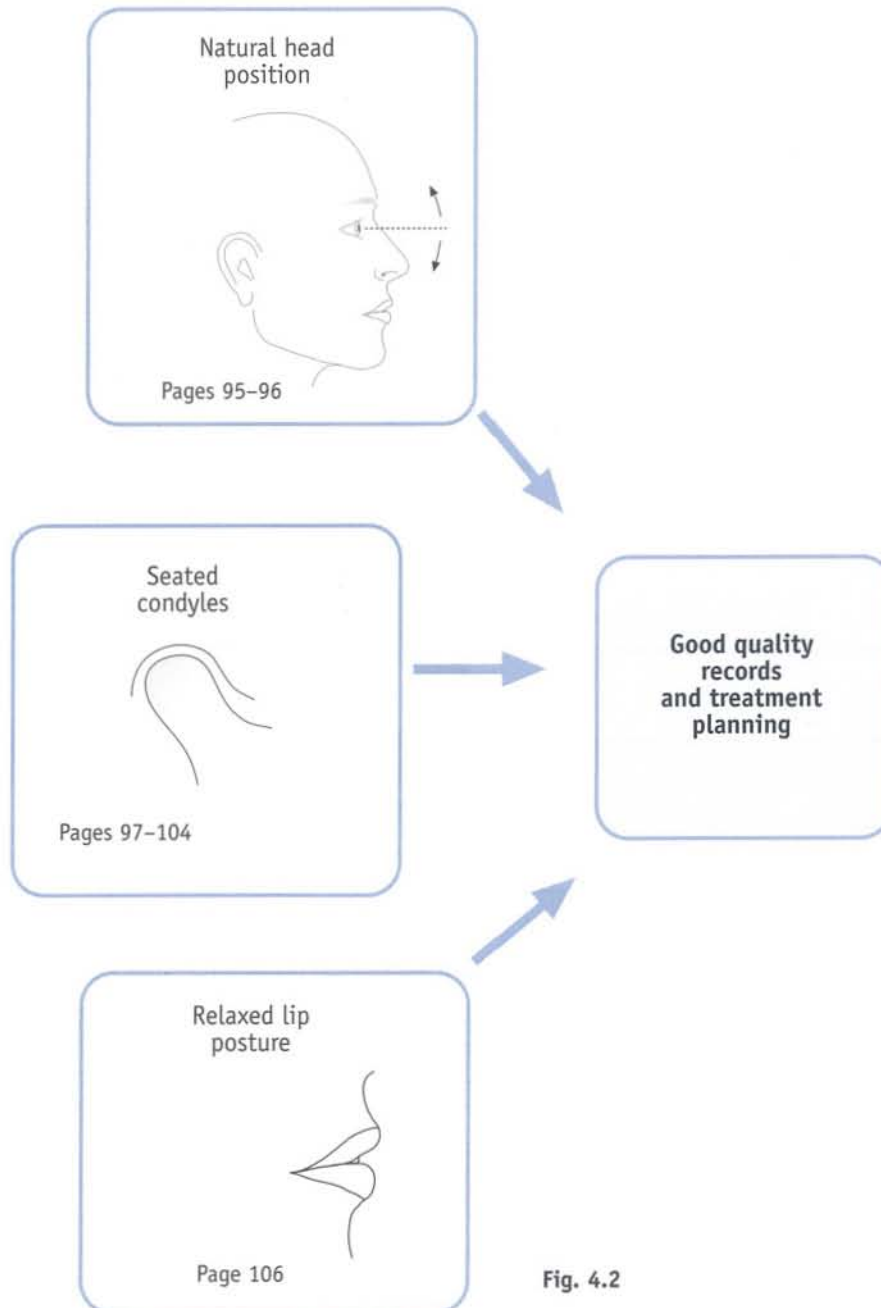 Natural head
position
Pages 95–96
Seated
condyles
Pages 97–104
Good quality
records
and treatment
planning
Relaxed lip
posture
Page 106
Fig. 4.2